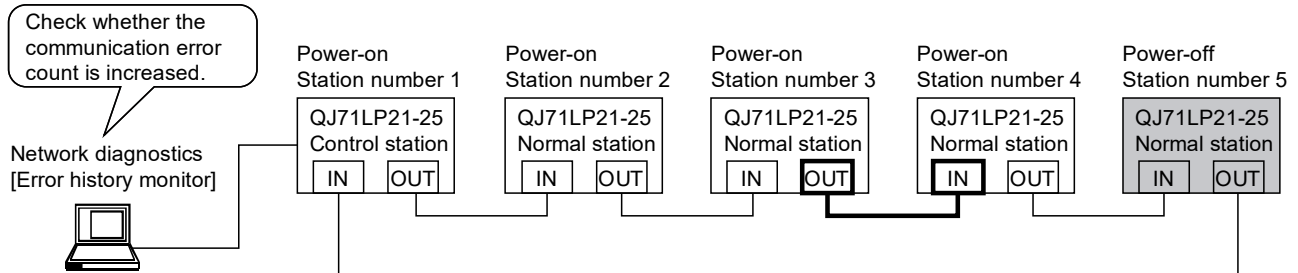 Check whether the
communication error
count is increased.
Network diagnostics
[Error history monitor]
Power-on
Station number 1
QJ71LP21-25
Control station
IN OUT
Power-on
Station number 2
QJ71LP21-25
Normal station
IN OUT
Power-on
Station number 3
QJ71LP21-25
Normal station
IN OUT
Power-on
Station number 4
QJ71LP21-25
Normal station
IN OUT
Power-off
Station number 5
QJ71LP21-25
Normal station
IN OUT